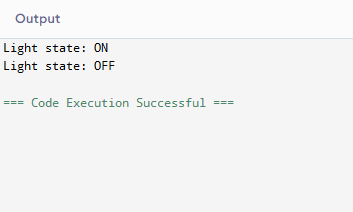 Output
Light state: ON
Light state: OFF
=== Code Execution Successful ===